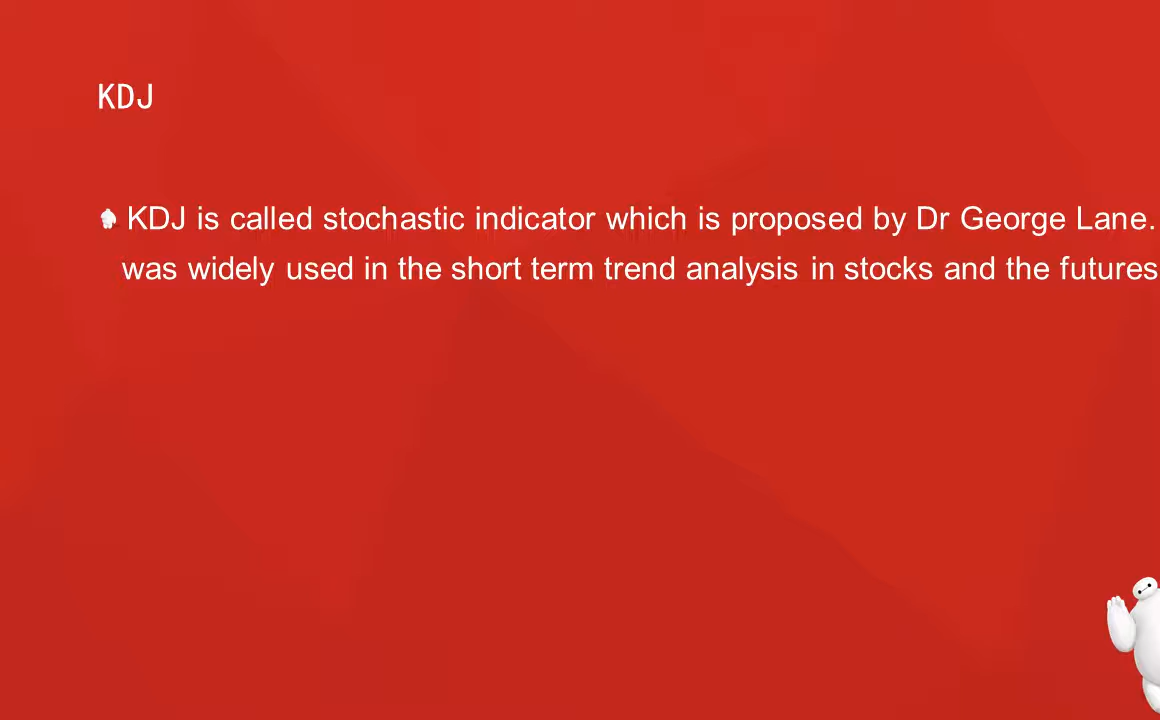 KDJ
KDJ is called stochastic indicator which is proposed by Dr George Lane.
was widely used in the short term trend analysis in stocks and the futures